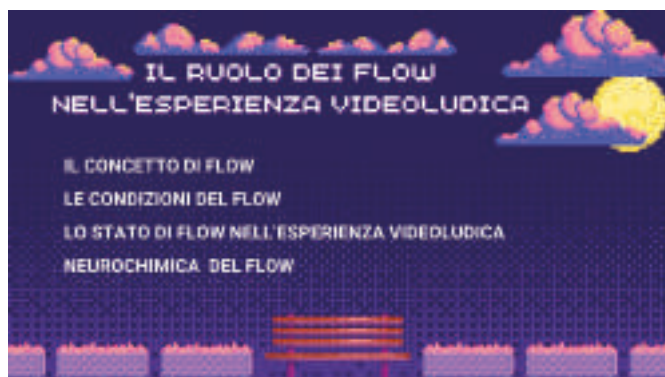 IL RUOLO DEI FLOW
NELL'ESPERIENZA VIDEOLUDICA
IL CONCETTO DI FLOW
LE CONDIZIONI DEL FLOW
LO STATO DI FLOW NELL'ESPERIENZA VIDEOLUDICA
NEUROCHIMICA DEL FLOW